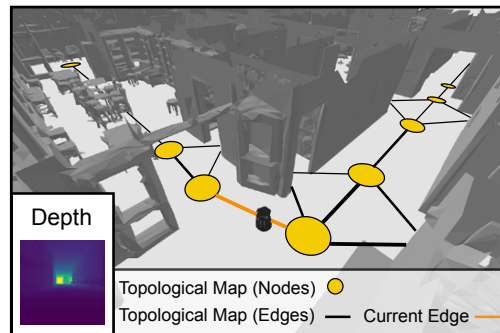 Depth
Topological Map (Nodes)
Topological Map (Edges)
Current Edge